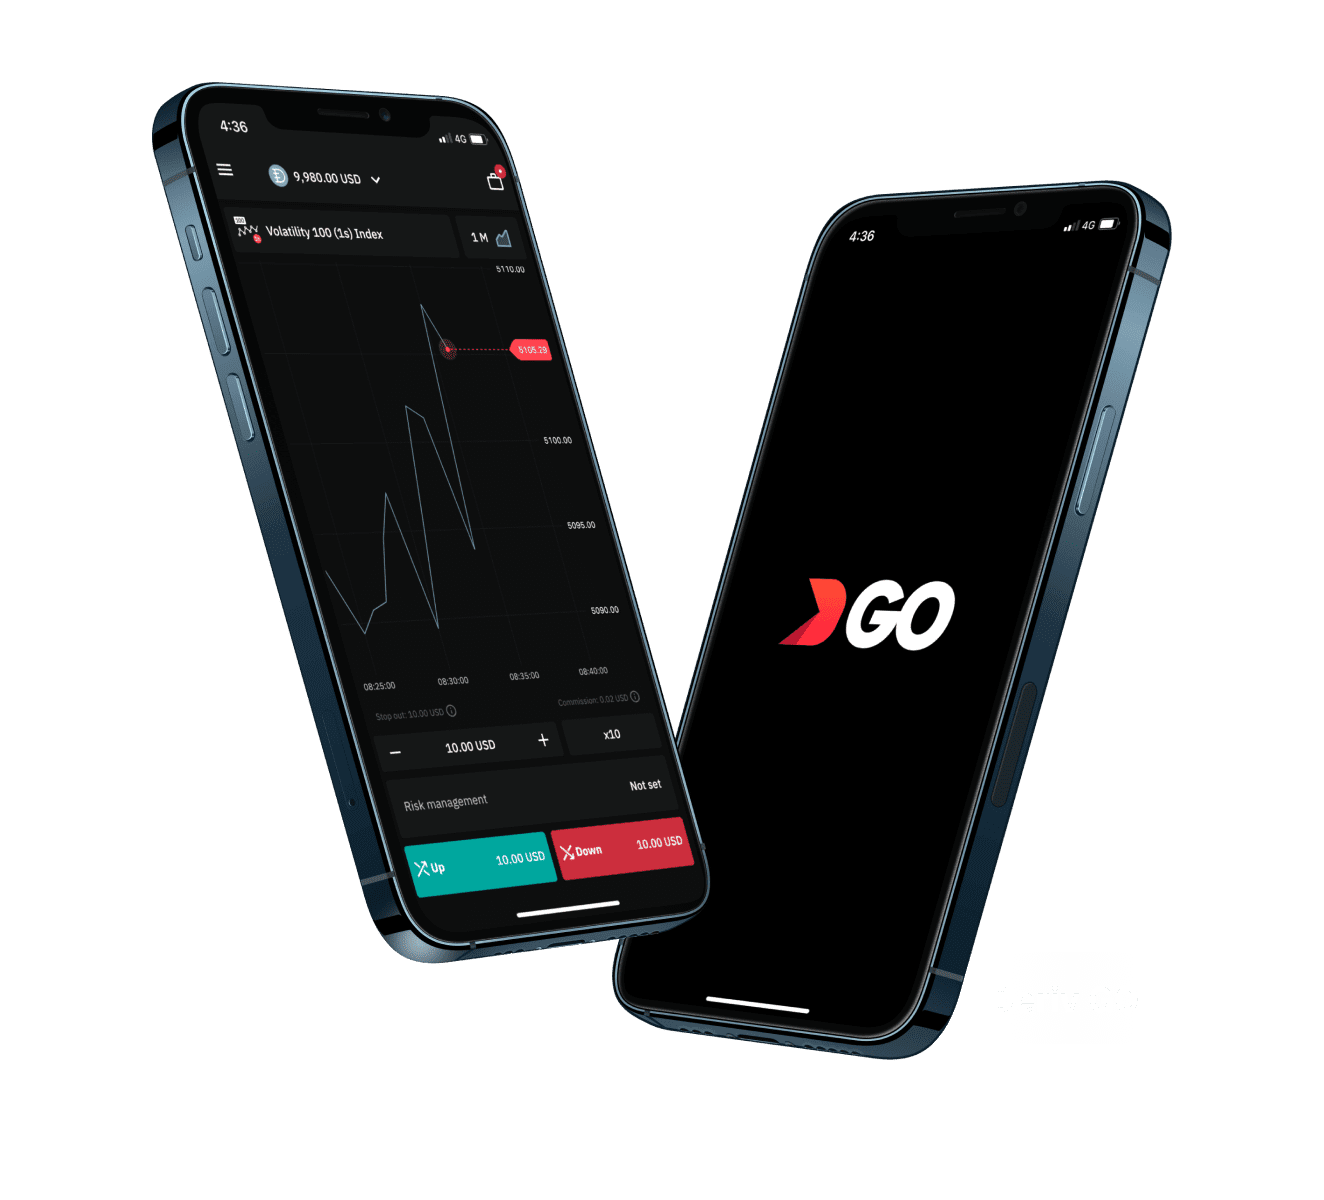 4:36
4G
9,980.00 USD
100
1s
Volatility 100 (1s) Index
1 M
5110.00
5105.29
5100.00
5095.00
5090.00
08:25:00 08:30:00 08:35:00 08:40:00
Stop out: 10.00 USD
Commission: 0.02 USD
− 10.00 USD +
x10
Risk management
Not set
Up 10.00 USD
Down 10.00 USD
4:36
4G
GO